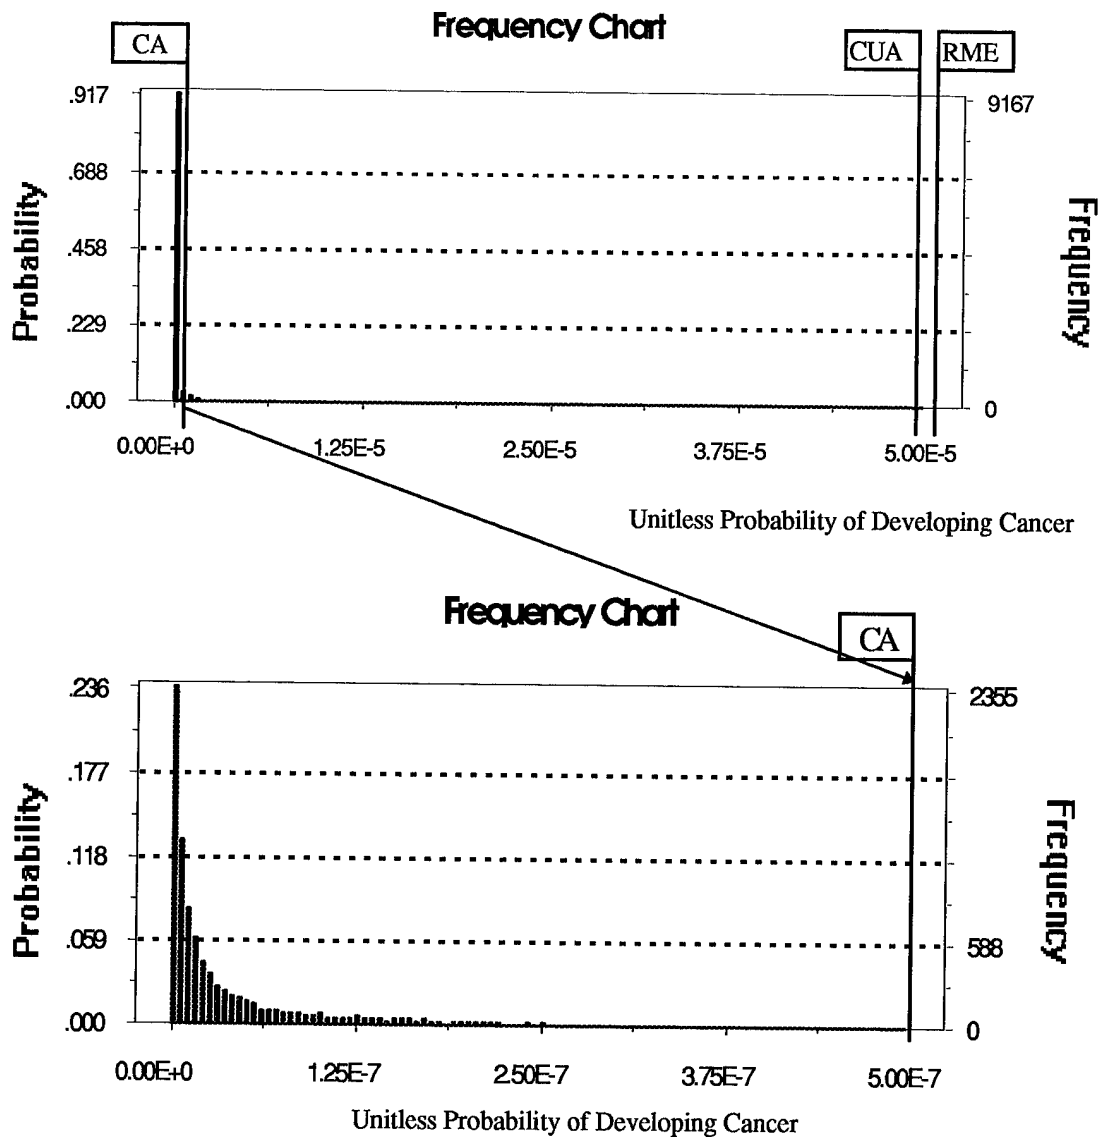 Frequency Chart
CA
CUA
RME
.917
9167
.688
.458
.229
.000
0
Probability
Frequency
0.00E+0
1.25E-5
2.50E-5
3.75E-5
5.00E-5
Unitless Probability of Developing Cancer
Frequency Chart
CA
.236
2355
.177
.118
.059
588
.000
0
Probability
Frequency
0.00E+0
1.25E-7
2.50E-7
3.75E-7
5.00E-7
Unitless Probability of Developing Cancer